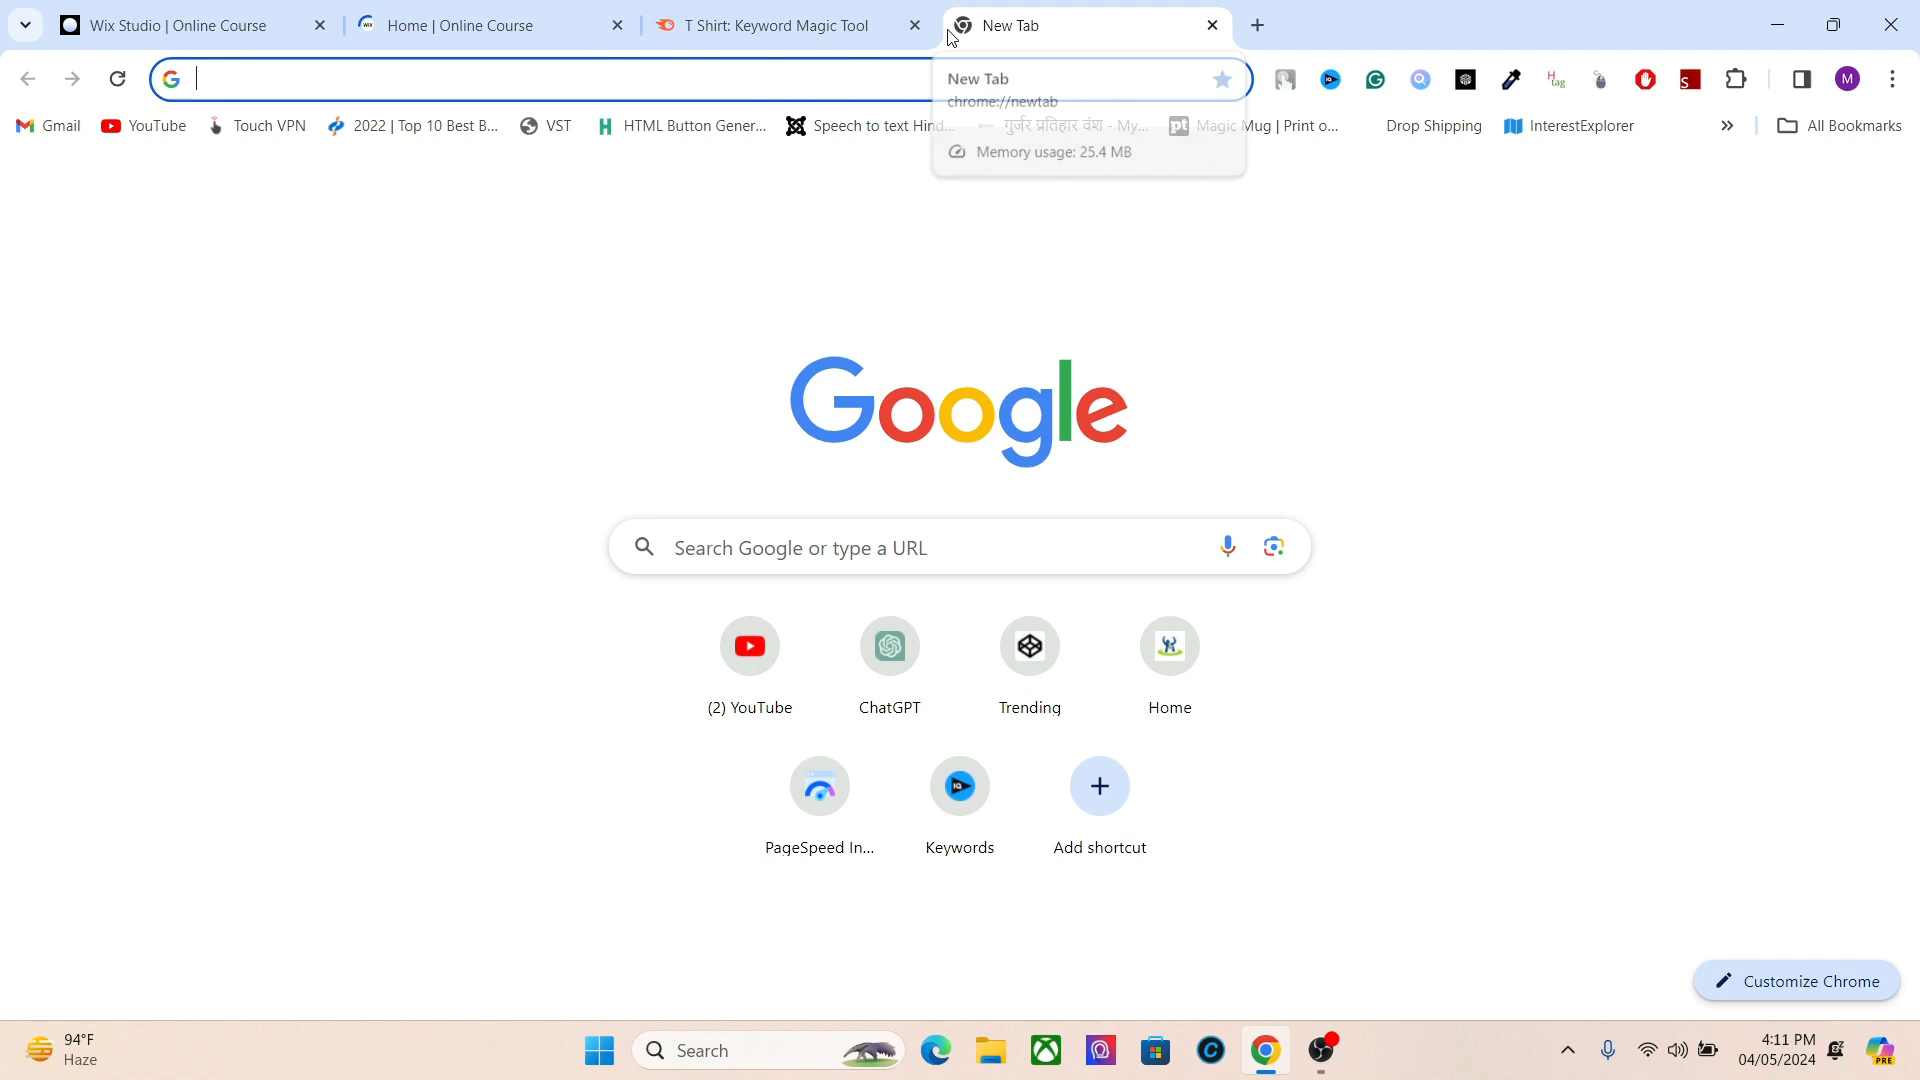 Wix Studio | Online Course
Home | Online Course
T Shirt: Keyword Magic Tool
New Tab
New Tab
chrome://newtab
Memory usage: 25.4 MB
Gmail
YouTube
Touch VPN
2022 | Top 10 Best B...
VST
HTML Button Gener...
Speech to text Hind...
गुर्जर प्रतिहार वंश - My...
Magic Mug | Print o...
Drop Shipping
InterestExplorer
All Bookmarks
Google
Search Google or type a URL
(2) YouTube
ChatGPT
Trending
Home
PageSpeed In...
Keywords
Add shortcut
Customize Chrome
94°F
Haze
Search
4:11 PM
04/05/2024